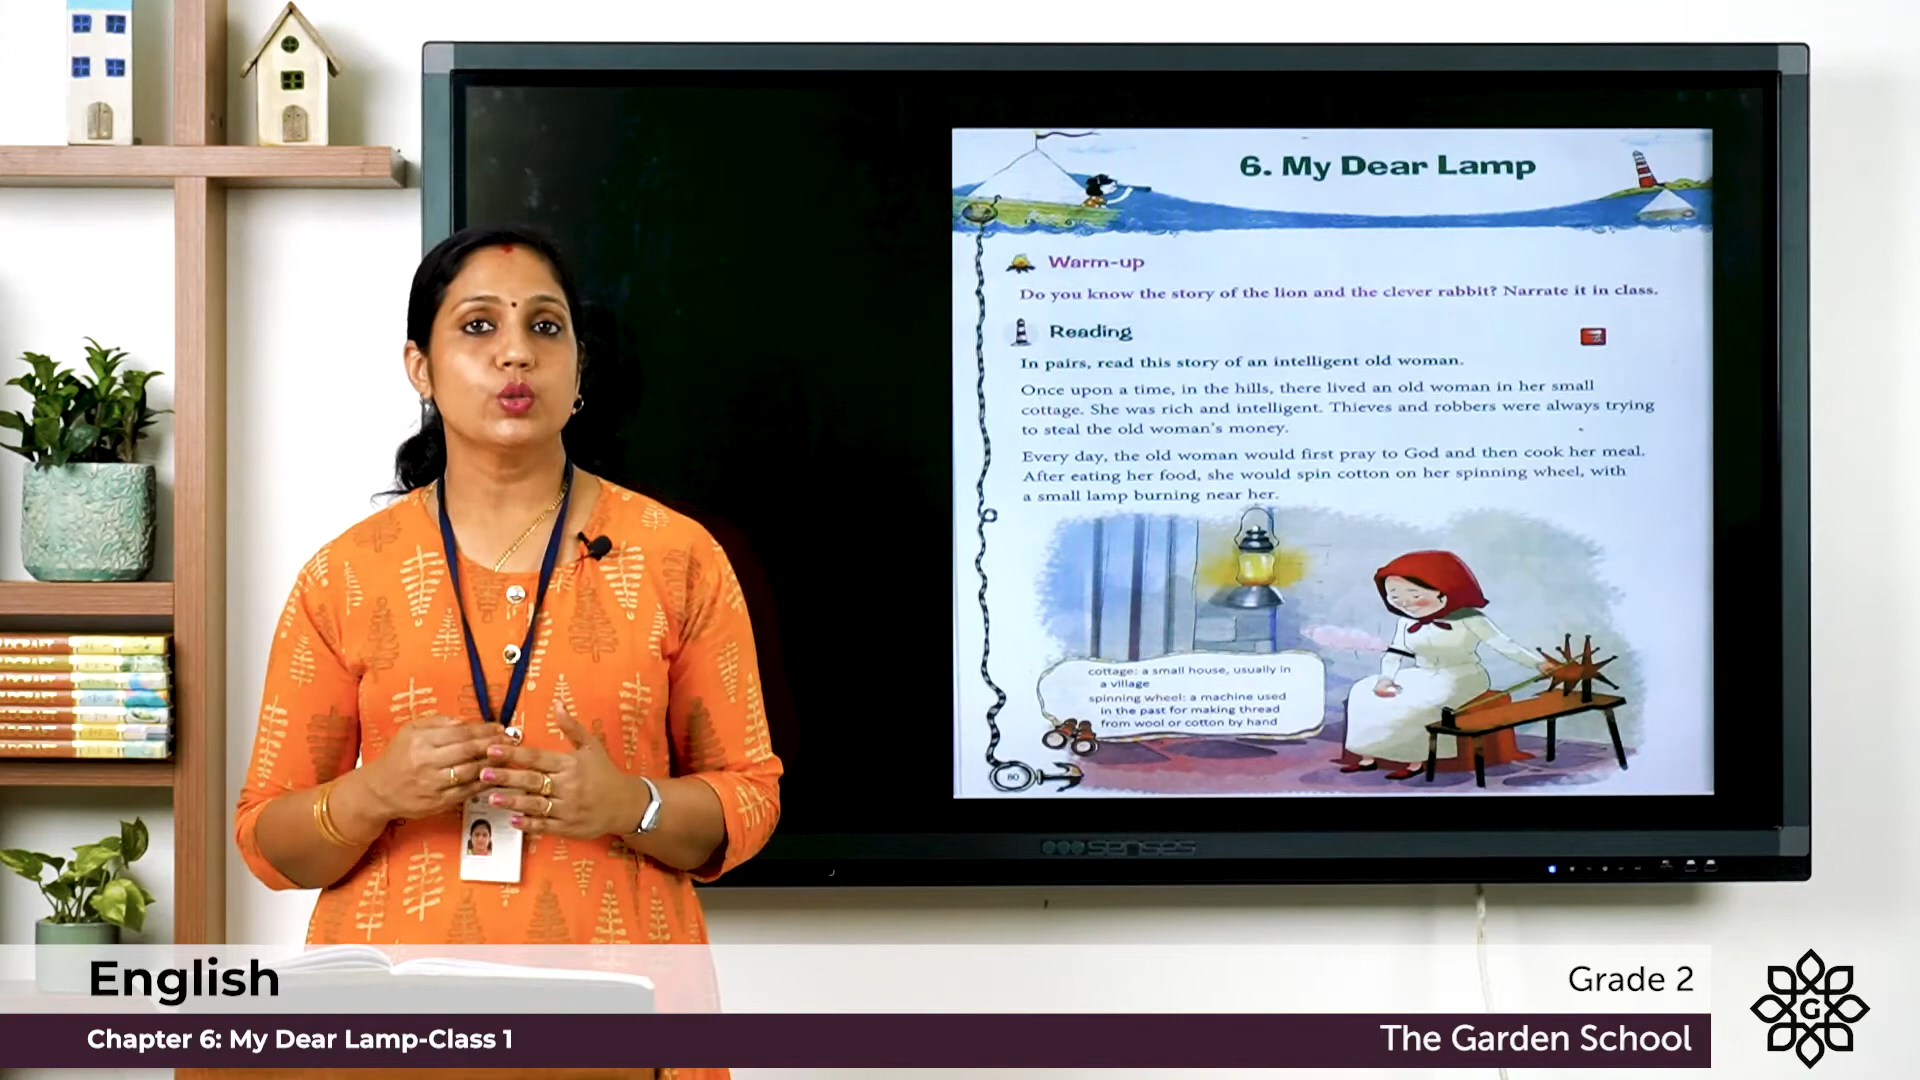 6. My Dear Lamp
Warm-up
Do you know the story of the lion and the clever rabbit? Narrate it in class.
Reading
In pairs, read this story of an intelligent old woman.
Once upon a time, in the hills, there lived an old woman in her small
cottage. She was rich and intelligent. Thieves and robbers were always trying
to steal the old woman's money.
Every day, the old woman would first pray to God and then cook her meal.
After eating her food, she would spin cotton on her spinning wheel, with
a small lamp burning near her.
cottage: a small house, usually in
a village
spinning wheel: a machine used
in the past for making thread
from wool or cotton by hand
80
senses
English
Grade 2
Chapter 6: My Dear Lamp-Class 1
The Garden School
G